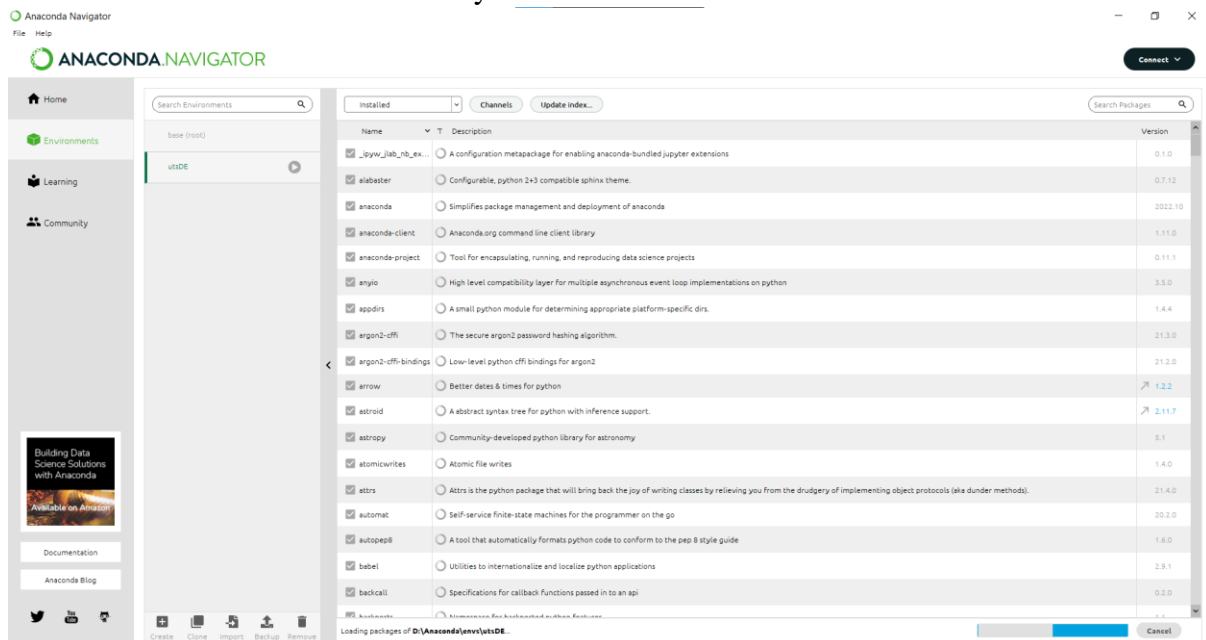 Anaconda Navigator
File Help
ANACONDA.NAVIGATOR
Connect
Home
Environments
Learning
Community
Building Data
Science Solutions
with Anaconda
Available on Amazon
Documentation
Anaconda Blog
You
Tube
Search Environments
base (root)
utsDE
Create Clone Import Backup Remove
Installed Channels Update index... Search Packages
Name T Description Version
_ipyw_jlab_nb_ex... A configuration metapackage for enabling anaconda-bundled jupyter extensions 0.1.0
alabaster Configurable, python 2+3 compatible sphinx theme. 0.7.12
anaconda Simplifies package management and deployment of anaconda 2022.10
anaconda-client Anaconda.org command line client library 1.11.0
anaconda-project Tool for encapsulating, running, and reproducing data science projects 0.11.1
anyio High level compatibility layer for multiple asynchronous event loop implementations on python 3.5.0
appdirs A small python module for determining appropriate platform-specific dirs. 1.4.4
argon2-cffi The secure argon2 password hashing algorithm. 21.3.0
argon2-cffi-bindings Low-level python cffi bindings for argon2 21.2.0
arrow Better dates & times for python 1.2.2
astroid A abstract syntax tree for python with inference support. 2.11.7
astropy Community-developed python library for astronomy 5.1
atomicwrites Atomic file writes 1.4.0
attrs Attrs is the python package that will bring back the joy of writing classes by relieving you from the drudgery of implementing object protocols (aka dunder methods). 21.4.0
automat Self-service finite-state machines for the programmer on the go 20.2.0
autopep8 A tool that automatically formats python code to conform to the pep 8 style guide 1.6.0
babel Utilities to internationalize and localize python applications 2.9.1
backcall Specifications for callback functions passed in to an api 0.2.0
Loading packages of D:\Anaconda\envs\utsDE... Cancel